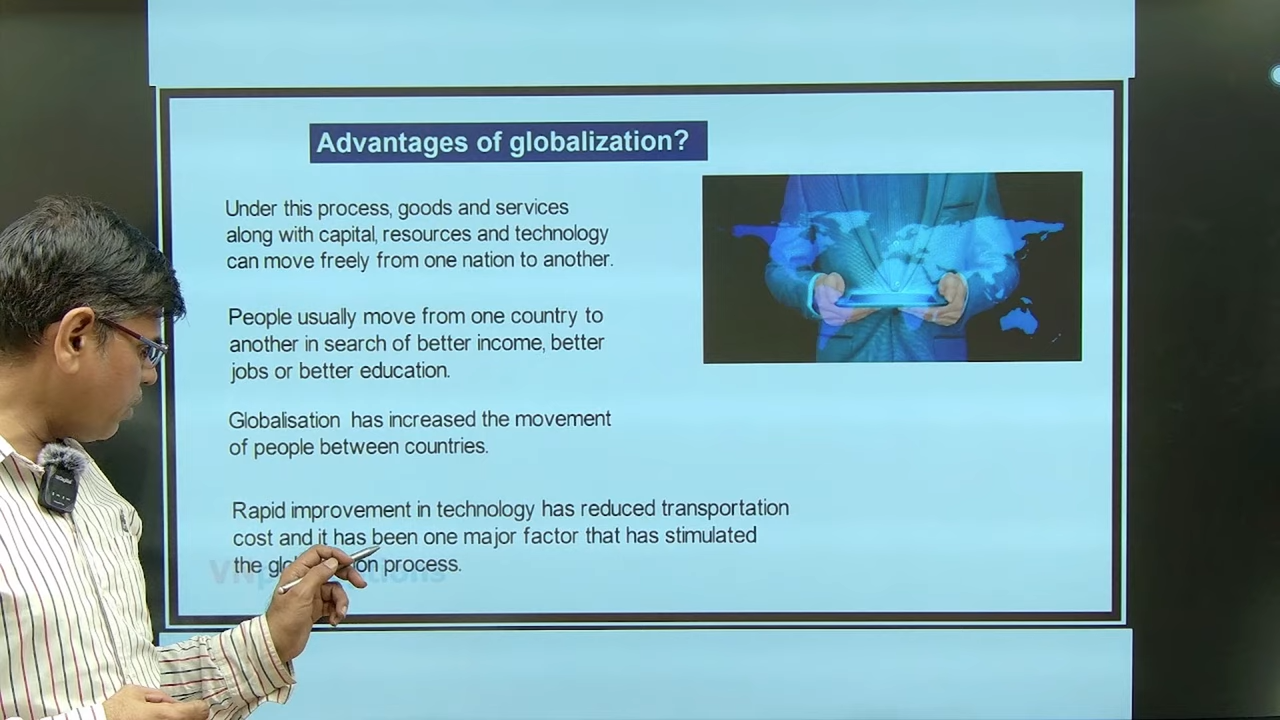 Advantages of globalization?
Under this process, goods and services
along with capital, resources and technology
can move freely from one nation to another.
People usually move from one country to
another in search of better income, better
jobs or better education.
Globalisation has increased the movement
of people between countries.
Rapid improvement in technology has reduced transportation
cost and it has been one major factor that has stimulated
the process.